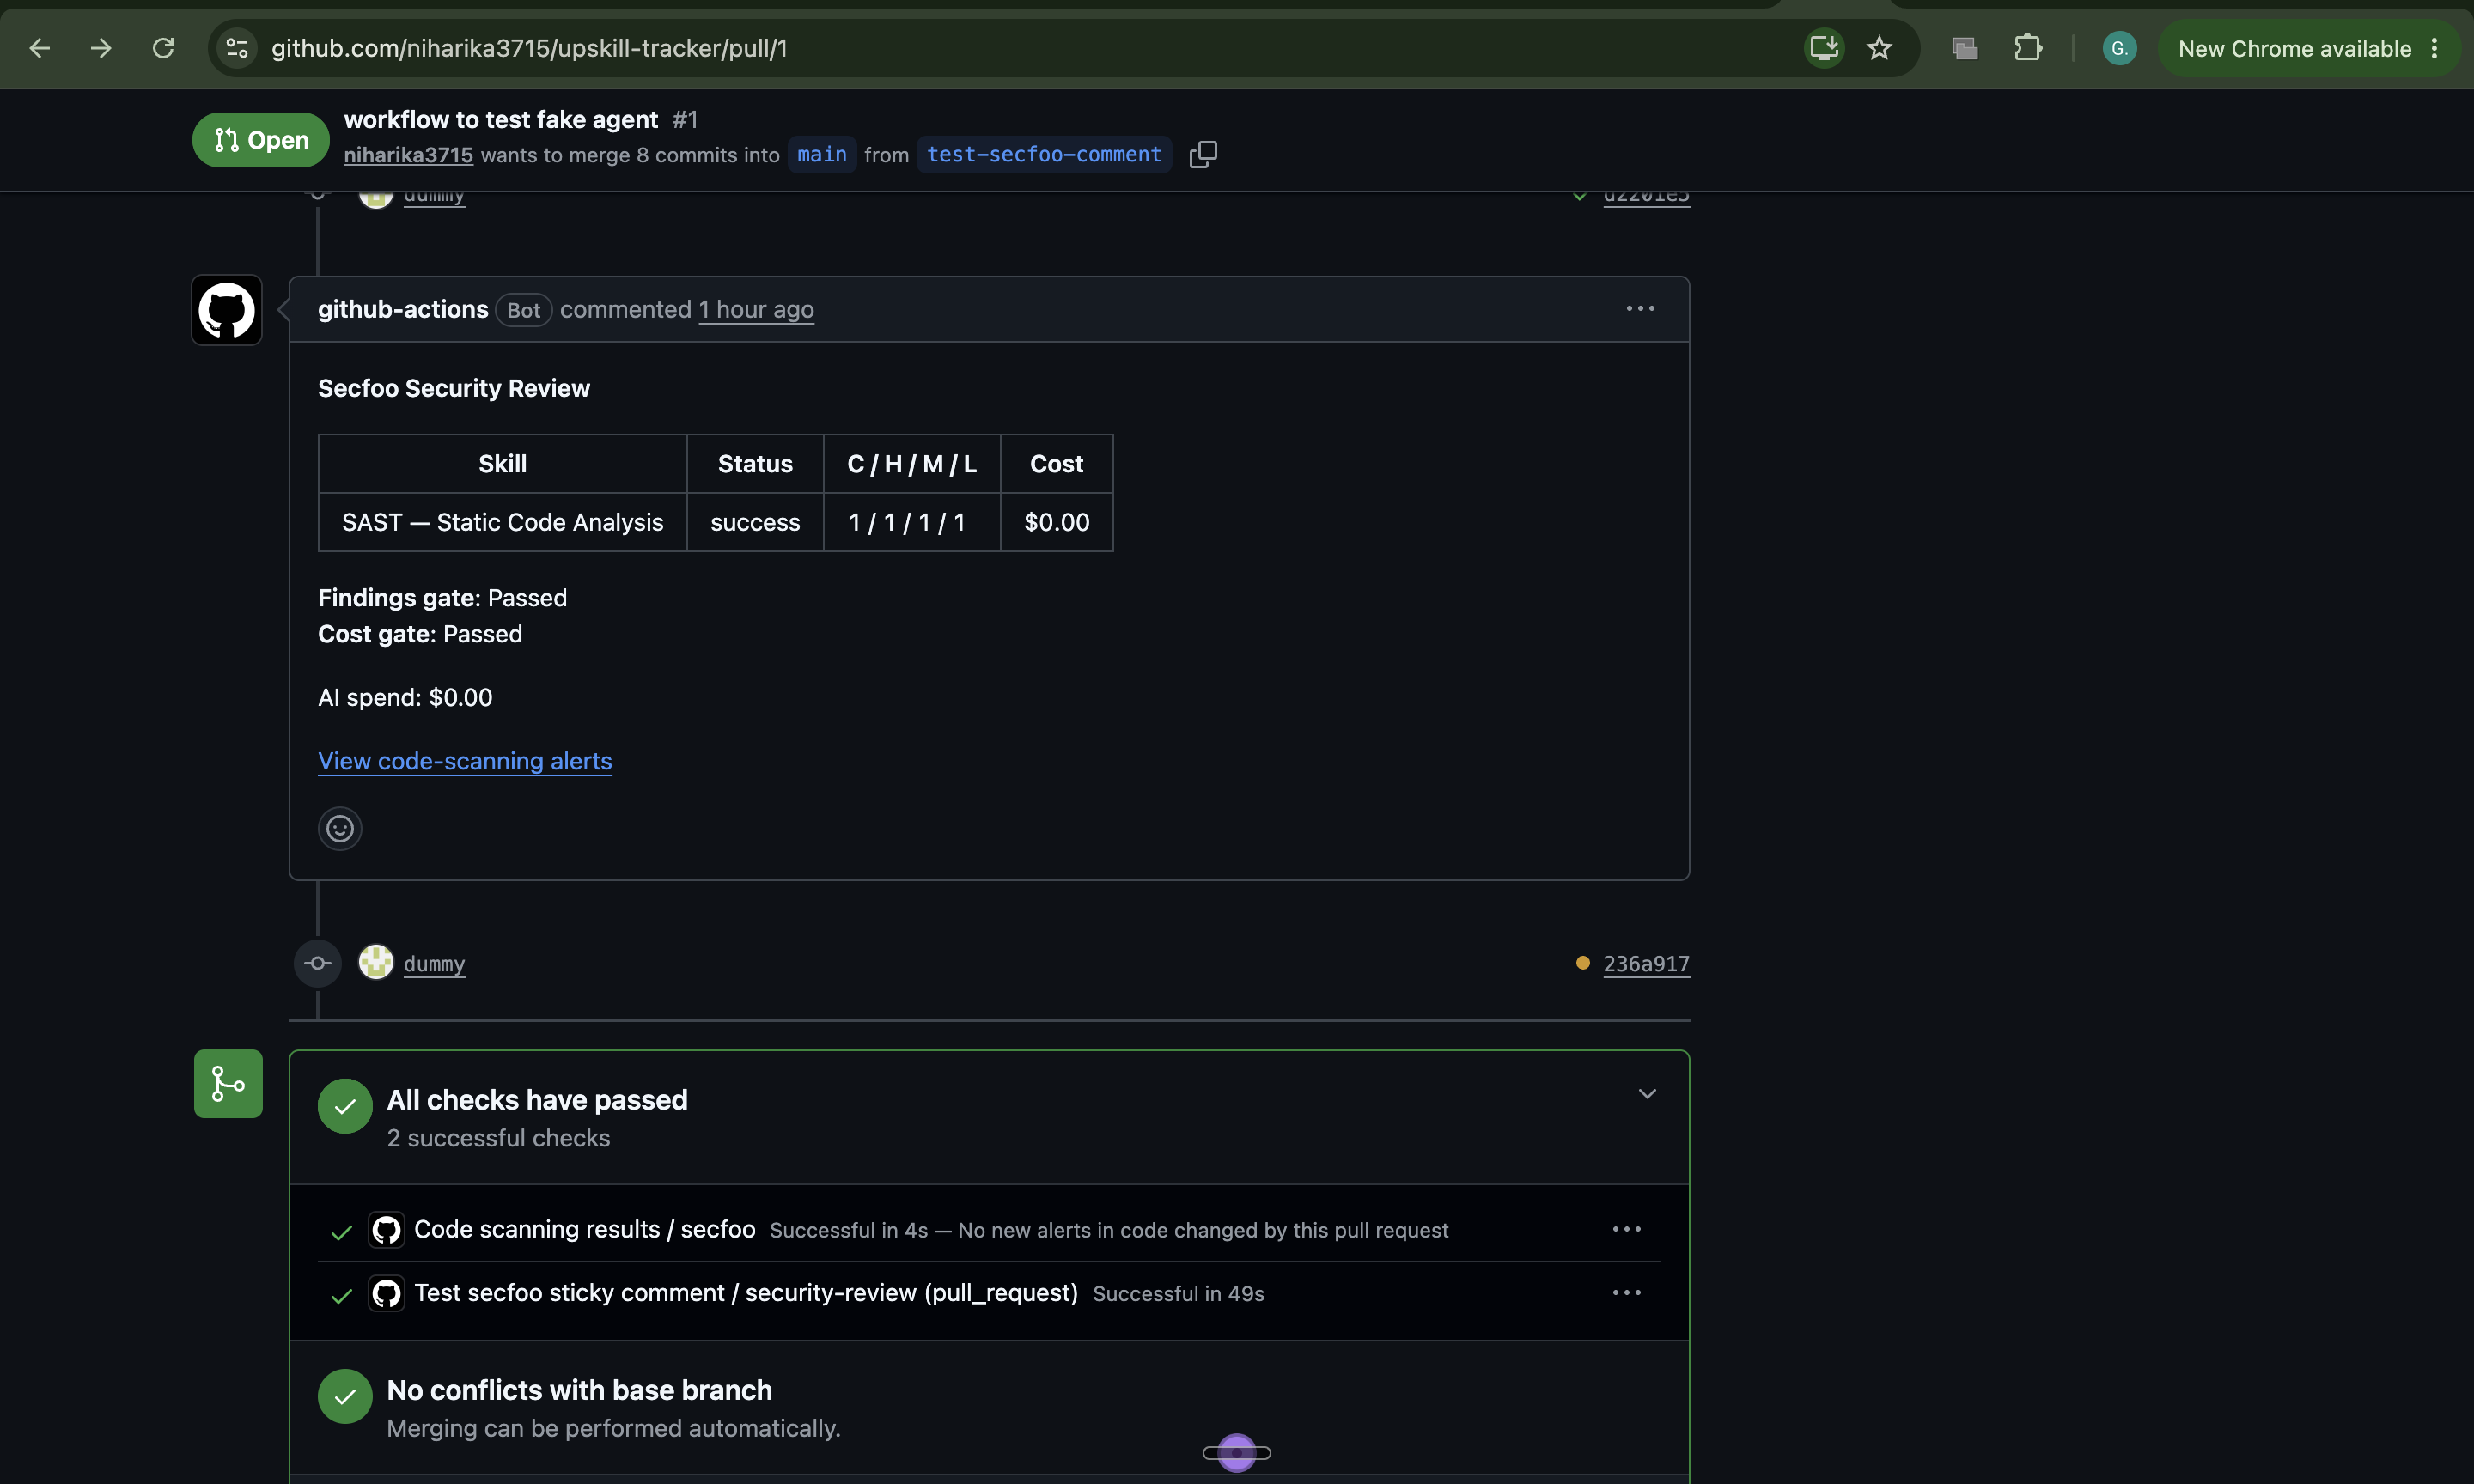 github.com/niharika3715/upskill-tracker/pull/1
G.
New Chrome available
Open
workflow to test fake agent #1
niharika3715 wants to merge 8 commits into main from test-secfoo-comment
dummy
d2201e5
github-actions Bot commented 1 hour ago
Secfoo Security Review
Skill Status C / H / M / L Cost
SAST — Static Code Analysis success 1 / 1 / 1 / 1 $0.00
Findings gate: Passed
Cost gate: Passed
AI spend: $0.00
View code-scanning alerts
dummy
236a917
All checks have passed
2 successful checks
Code scanning results / secfoo Successful in 4s — No new alerts in code changed by this pull request
Test secfoo sticky comment / security-review (pull_request) Successful in 49s
No conflicts with base branch
Merging can be performed automatically.